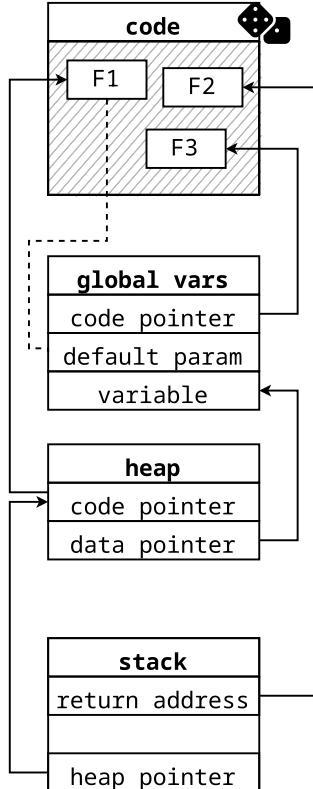 code
F1
F2
F3
global vars
code pointer
default param
variable
heap
code pointer
data pointer
stack
return address
heap pointer